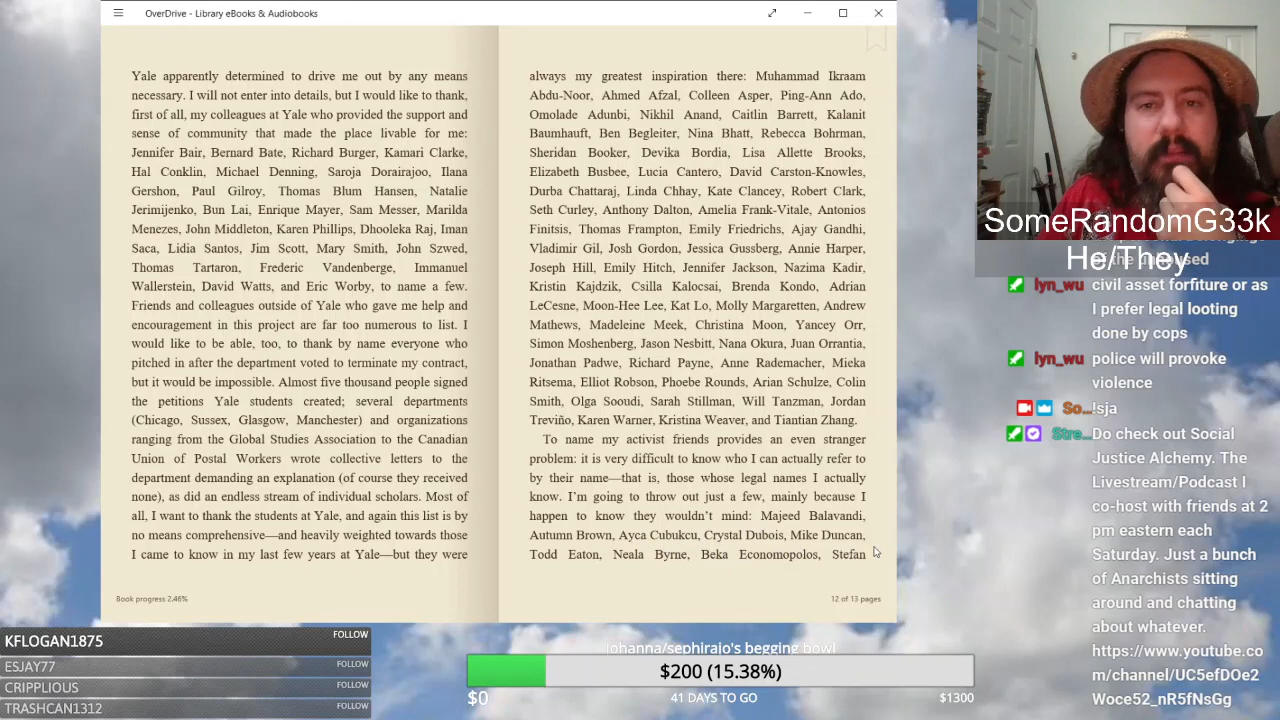 OverDrive - Library eBooks & Audiobooks
Yale apparently determined to drive me out by any means
necessary. I will not enter into details, but I would like to thank,
first of all, my colleagues at Yale who provided the support and
sense of community that made the place livable for me:
Jennifer Bair, Bernard Bate, Richard Burger, Kamari Clarke,
Hal Conklin, Michael Denning, Saroja Dorairajoo, Ilana
Gershon, Paul Gilroy, Thomas Blum Hansen, Natalie
Jerimijenko, Bun Lai, Enrique Mayer, Sam Messer, Marilda
Menezes, John Middleton, Karen Phillips, Dhooleka Raj, Iman
Saca, Lidia Santos, Jim Scott, Mary Smith, John Szwed,
Thomas Tartaron, Frederic Vandenberge, Immanuel
Wallerstein, David Watts, and Eric Worby, to name a few.
Friends and colleagues outside of Yale who gave me help and
encouragement in this project are far too numerous to list. I
would like to be able, too, to thank by name everyone who
pitched in after the department voted to terminate my contract,
but it would be impossible. Almost five thousand people signed
the petitions Yale students created; several departments
(Chicago, Sussex, Glasgow, Manchester) and organizations
ranging from the Global Studies Association to the Canadian
Union of Postal Workers wrote collective letters to the
department demanding an explanation (of course they received
none), as did an endless stream of individual scholars. Most of
all, I want to thank the students at Yale, and again this list is by
no means comprehensive—and heavily weighted towards those
I came to know in my last few years at Yale—but they were
Book progress 2.46%
always my greatest inspiration there: Muhammad Ikraam
Abdu-Noor, Ahmed Afzal, Colleen Asper, Ping-Ann Ado,
Omolade Adunbi, Nikhil Anand, Caitlin Barrett, Kalanit
Baumhauft, Ben Begleiter, Nina Bhatt, Rebecca Bohrman,
Sheridan Booker, Devika Bordia, Lisa Allette Brooks,
Elizabeth Busbee, Lucia Cantero, David Carston-Knowles,
Durba Chattaraj, Linda Chhay, Kate Clancey, Robert Clark,
Seth Curley, Anthony Dalton, Amelia Frank-Vitale, Antonios
Finitsis, Thomas Frampton, Emily Friedrichs, Ajay Gandhi,
Vladimir Gil, Josh Gordon, Jessica Gussberg, Annie Harper,
Joseph Hill, Emily Hitch, Jennifer Jackson, Nazima Kadir,
Kristin Kajdzik, Csilla Kalocsai, Brenda Kondo, Adrian
LeCesne, Moon-Hee Lee, Kat Lo, Molly Margaretten, Andrew
Mathews, Madeleine Meek, Christina Moon, Yancey Orr,
Simon Moshenberg, Jason Nesbitt, Nana Okura, Juan Orrantia,
Jonathan Padwe, Richard Payne, Anne Rademacher, Mieka
Ritsema, Elliot Robson, Phoebe Rounds, Arian Schulze, Colin
Smith, Olga Sooudi, Sarah Stillman, Will Tanzman, Jordan
Treviño, Karen Warner, Kristina Weaver, and Tiantian Zhang.
To name my activist friends provides an even stranger
problem: it is very difficult to know who I can actually refer to
by their name—that is, those whose legal names I actually
know. I'm going to throw out just a few, mainly because I
happen to know they wouldn't mind: Majeed Balavandi,
Autumn Brown, Ayca Cubukcu, Crystal Dubois, Mike Duncan,
Todd Eaton, Neala Byrne, Beka Economopolos, Stefan
12 of 13 pages
SomeRandomG33k
He/They
lyn_wu civil asset forfiture or as
I prefer legal looting
done by cops
lyn_wu police will provoke
violence
So... !sja
Stre... Do check out Social
Justice Alchemy. The
Livestream/Podcast I
co-host with friends at 2
pm eastern each
Saturday. Just a bunch
of Anarchists sitting
around and chatting
about whatever.
https://www.youtube.co
m/channel/UC5efDOe2
Woce52_nR5fNsGg
KFLOGAN1875 FOLLOW
ESJAY77 FOLLOW
CRIPPLIOUS FOLLOW
TRASHCAN1312 FOLLOW
johanna/sephiraio's begging bowl
$200 (15.38%)
$0 41 DAYS TO GO $1300